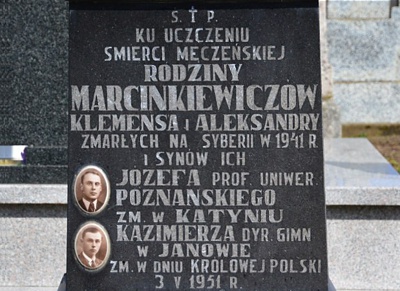 Ś. † P.
KU UCZCZENIU
ŚMIERCI MĘCZEŃSKIEJ
RODZINY
MARCINKIEWICZÓW
KLEMENSA i ALEKSANDRY
ZMARŁYCH NA SYBERII W 1941 R.
I SYNÓW ICH
JÓZEFA PROF. UNIWER.
POZNAŃSKIEGO
ZM. W. KATYNIU
KAZIMIERZA DYR. GIMN
W JANOWIE
ZM. W DNIU KRÓLOWEJ POLSKI
3 V 1951 R.